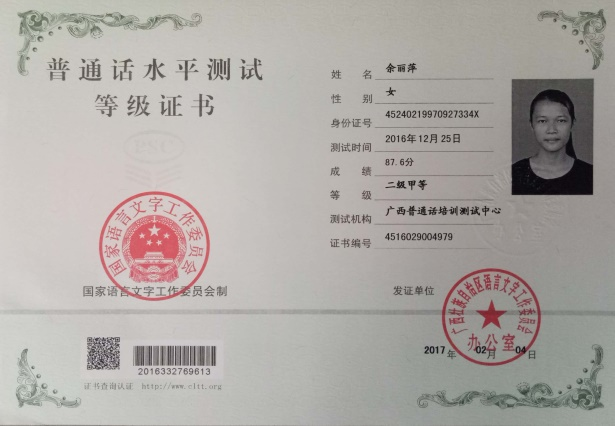 普通话水平测试
等级证书
PSC
国家语言文字工作委员会
国家语言文字工作委员会制
2016332769613
证书查询认证 http://www.cltt.org
姓 名 余丽萍
性 别 女
身份证号 45240219970927334X
测试时间 2016年12月25日
成 绩 87.6分
等 级 二级甲等
测试机构 广西普通话培训测试中心
证书编号 4516029004979
发证单位
广西壮族自治区语言文字工作委员会
办公室
2017 年 02 月 04 日